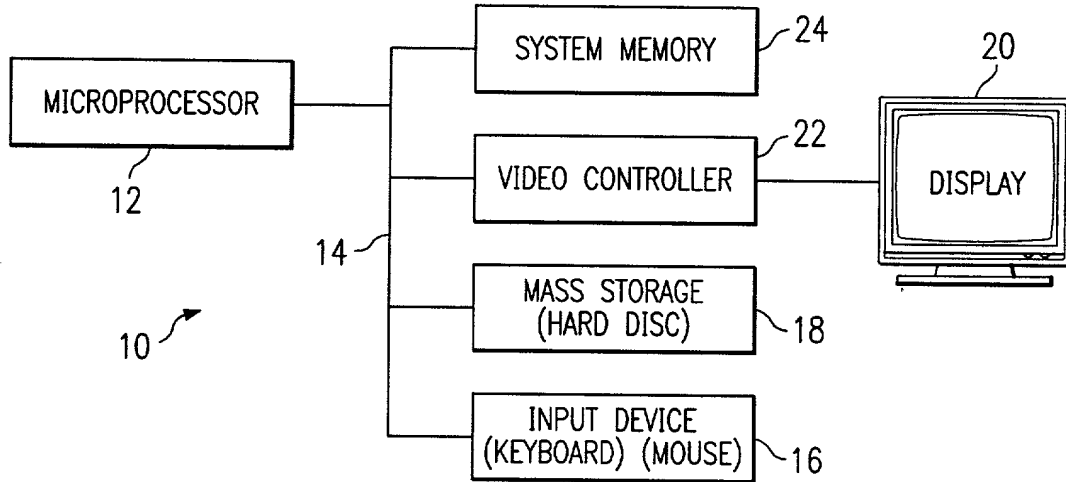 MICROPROCESSOR
12
10
14
SYSTEM MEMORY
24
VIDEO CONTROLLER
22
MASS STORAGE
(HARD DISC)
18
INPUT DEVICE
(KEYBOARD) (MOUSE)
16
20
DISPLAY